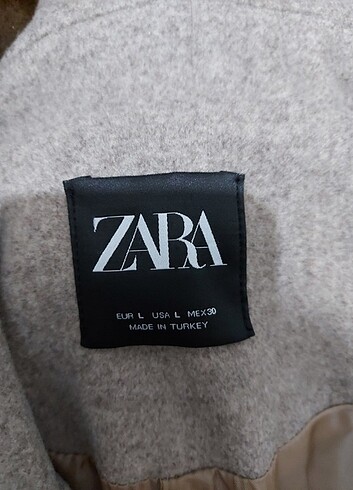 ZARA
EUR L USA L MEX 30
MADE IN TURKEY